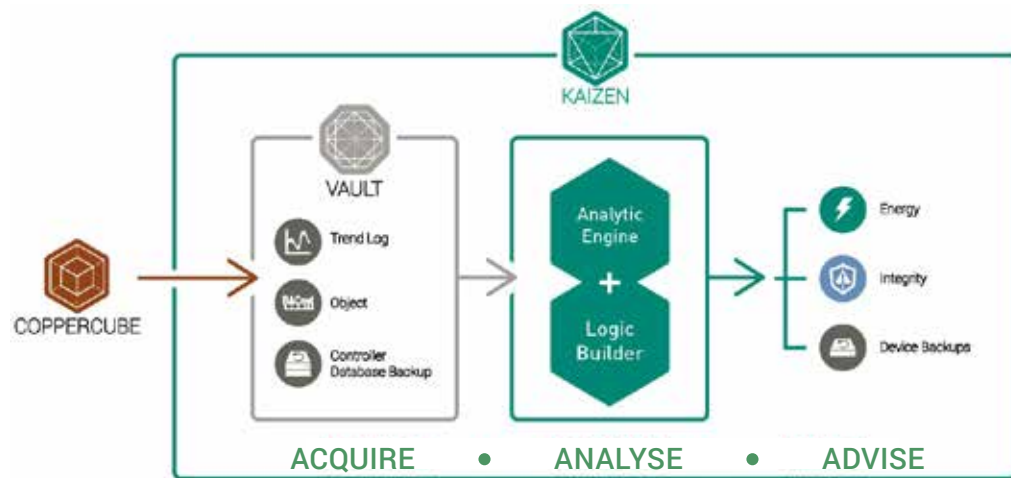 KAIZEN
VAULT
Trend Log
Object
Controller
Database Backup
COPPERCUBE
Analytic
Engine
+
Logic
Builder
Energy
Integrity
Device Backups
ACQUIRE • ANALYSE • ADVISE